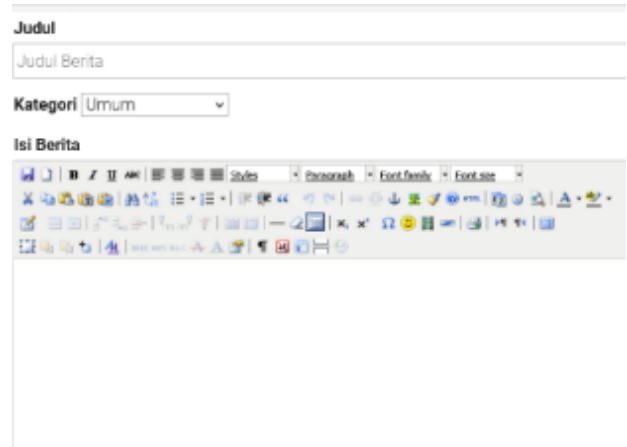 Judul
Judul Berita
Kategori Umum
Isi Berita
Styles Paragraph Font family Font size